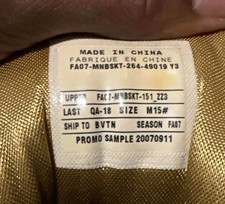 MADE IN CHINA
FABRIQUE EN CHINE
FA07-MNBSKT-264-49019 Y3
UPPER FAC7-MNBSKT-151_ZZ3
LAST QA-18 SIZE M15#
SHIP TO BVTN SEASON FA07
PROMO SAMPLE 20070911